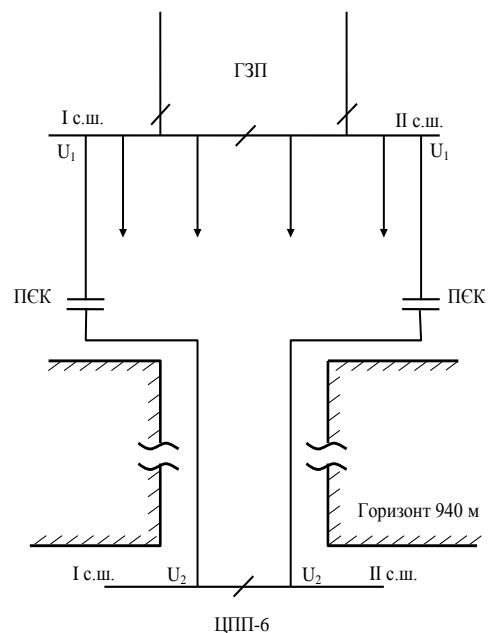 ГЗП
I с.ш.
II с.ш.
U1
U1
ПЄК
ПЄК
Горизонт 940 м
I с.ш.
U2
U2
II с.ш.
ЦПП-6